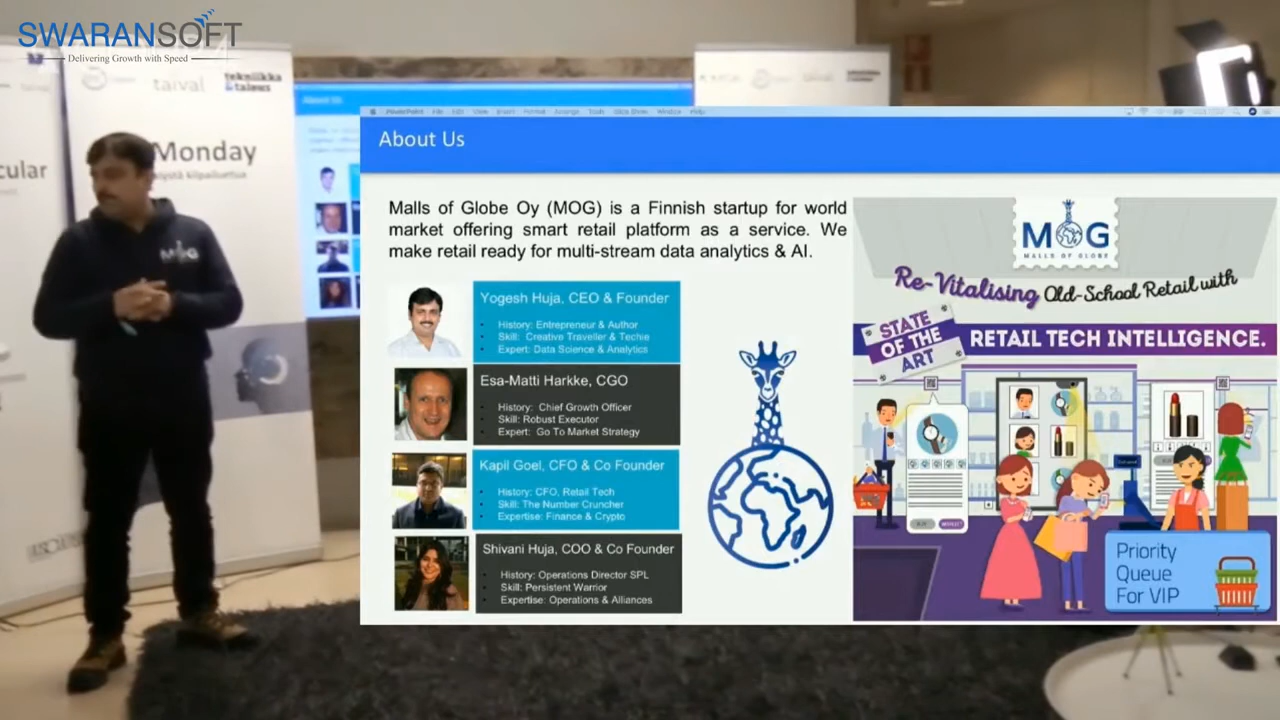 SWARANSOFT
Delivering Growth with Speed
taival
tekniikka
&talous
cular
Monday
MOG
About Us
About Us
Malls of Globe Oy (MOG) is a Finnish startup for world
market offering smart retail platform as a service. We
make retail ready for multi-stream data analytics & AI.
Yogesh Huja, CEO & Founder
• History: Entrepreneur & Author
• Skill: Creative Traveller & Techie
• Expert: Data Science & Analytics
Esa-Matti Harkke, CGO
• History: Chief Growth Officer
• Skill: Robust Executor
• Expert: Go To Market Strategy
Kapil Goel, CFO & Co Founder
• History: CFO, Retail Tech
• Skill: The Number Cruncher
• Expertise: Finance & Crypto
Shivani Huja, COO & Co Founder
• History: Operations Director SPL
• Skill: Persistent Warrior
• Expertise: Operations & Alliances
MOG
MALLS OF GLOBE
Re-Vitalising Old-School Retail with
STATE
OF THE
ART
RETAIL TECH INTELLIGENCE.
Priority
Queue
For VIP